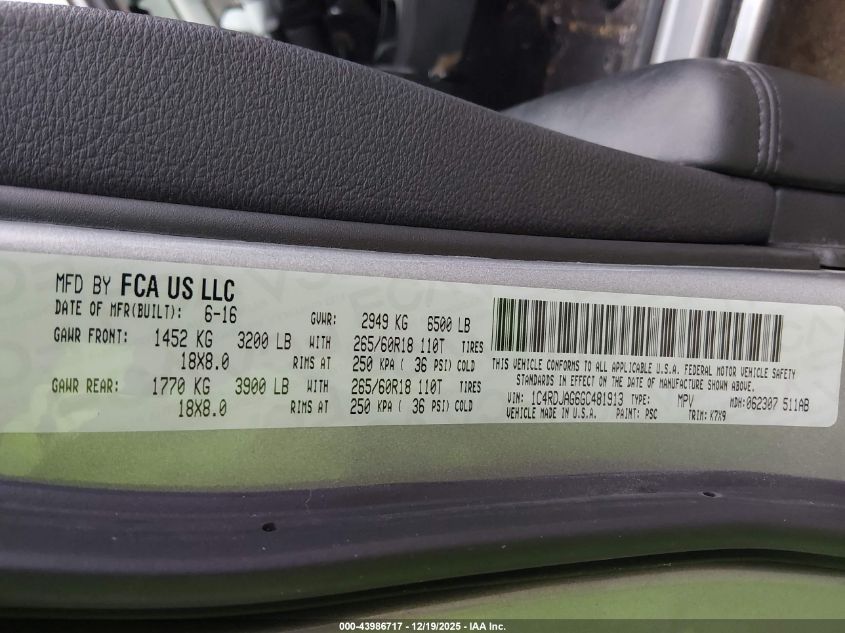 MFD BY FCA US LLC
DATE OF MFR(BUILT): 6-16 GVWR: 2949 KG 6500 LB
GAWR FRONT: 1452 KG 3200 LB WITH 265/60R18 110T TIRES
18X8.0 RIMS AT 250 KPA ( 36 PSI) COLD
GAWR REAR: 1770 KG 3900 LB WITH 265/60R18 110T TIRES
18X8.0 RIMS AT 250 KPA ( 36 PSI) COLD
THIS VEHICLE CONFORMS TO ALL APPLICABLE U.S.A. FEDERAL MOTOR VEHICLE SAFETY
STANDARDS IN EFFECT ON THE DATE OF MANUFACTURE SHOWN ABOVE.
VIN: 1C4RDJAG6GC481913 TYPE: MPV MDH: 062307 511AB
VEHICLE MADE IN U.S.A. PAINT: PSC TRIM: K7X9
000-43986717 - 12/19/2025 - IAA Inc.